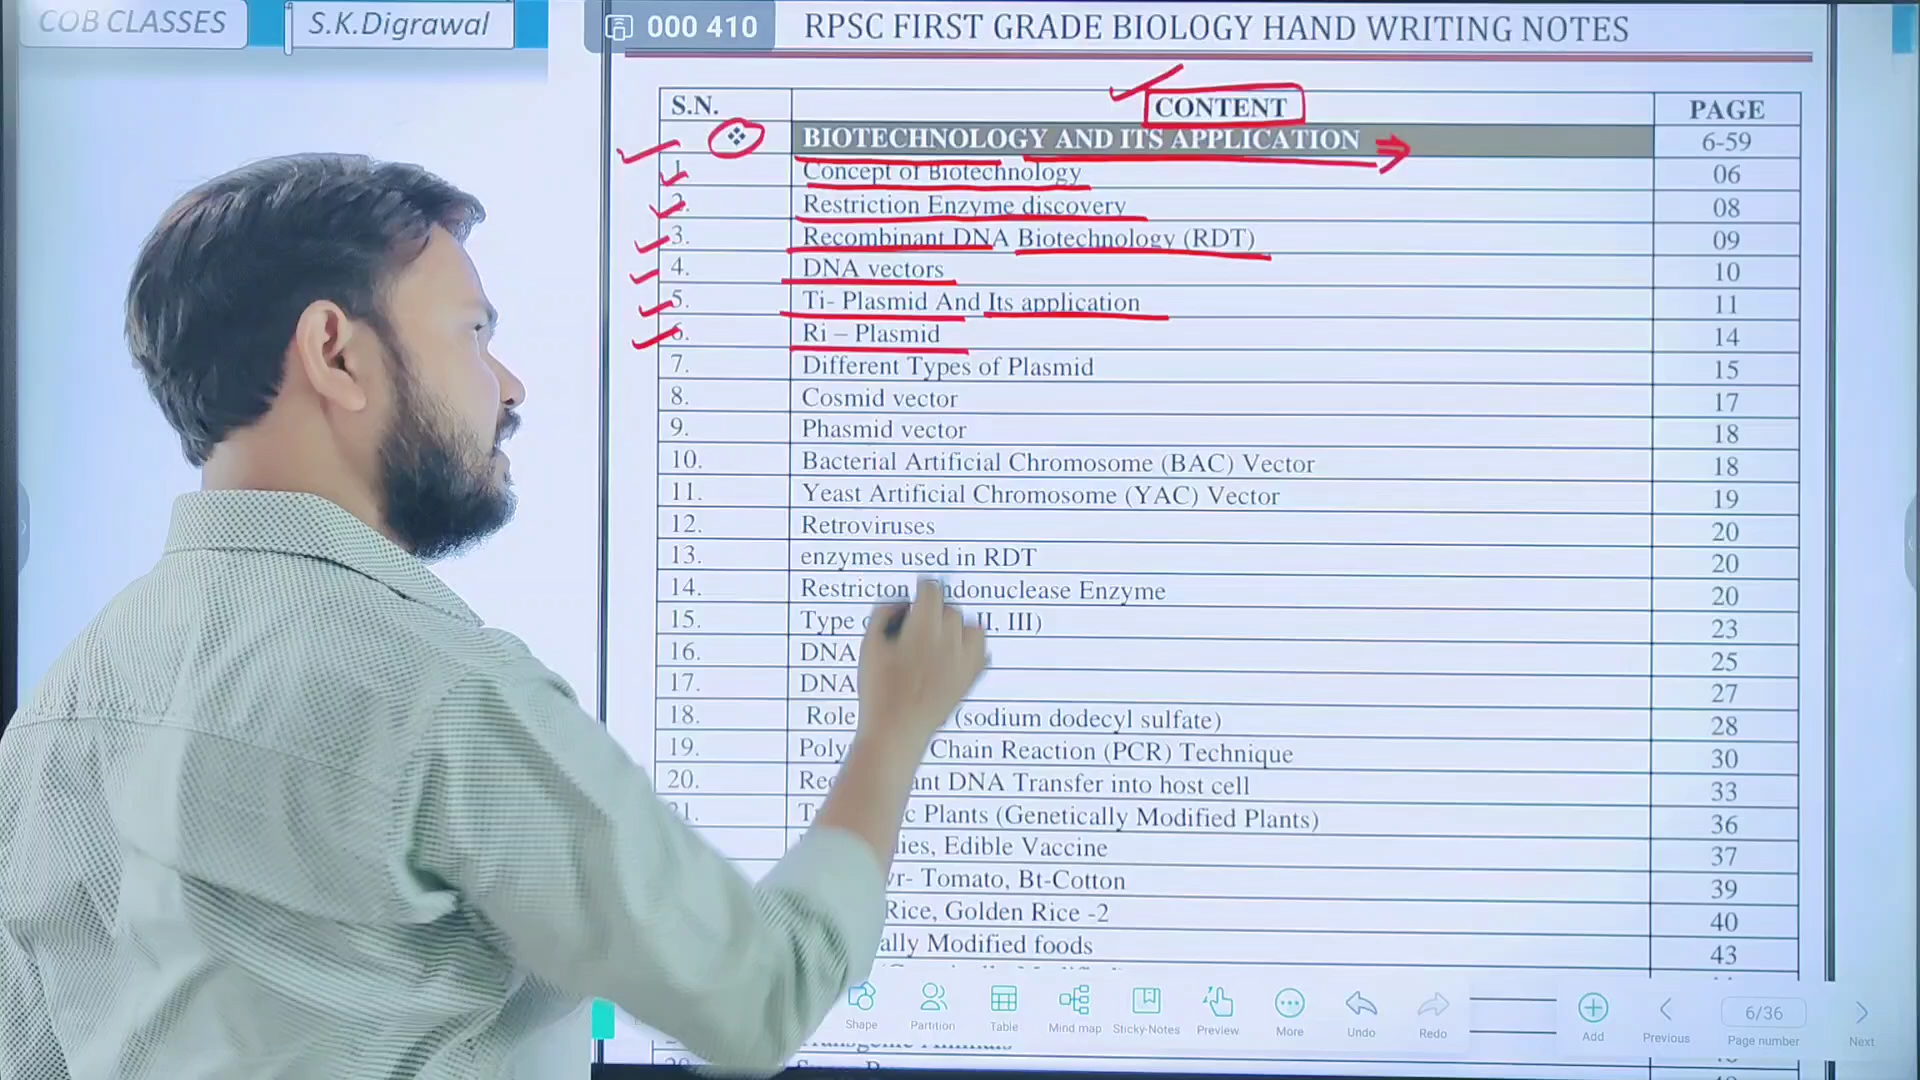 COB CLASSES
S.K.Digrawal
000 410
RPSC FIRST GRADE BIOLOGY HAND WRITING NOTES
S.N. CONTENT PAGE
❖ BIOTECHNOLOGY AND ITS APPLICATION 6-59
1. Concept of Biotechnology 06
2. Restriction Enzyme discovery 08
3. Recombinant DNA Biotechnology (RDT) 09
4. DNA vectors 10
5. Ti- Plasmid And Its application 11
6. Ri – Plasmid 14
7. Different Types of Plasmid 15
8. Cosmid vector 17
9. Phasmid vector 18
10. Bacterial Artificial Chromosome (BAC) Vector 18
11. Yeast Artificial Chromosome (YAC) Vector 19
12. Retroviruses 20
13. enzymes used in RDT 20
14. Restricton Endonuclease Enzyme 20
15. Type II, III) 23
16. DNA 25
17. DNA 27
18. Role (sodium dodecyl sulfate) 28
19. Chain Reaction (PCR) Technique 30
20. DNA Transfer into host cell 33
21. Plants (Genetically Modified Plants) 36
Edible Vaccine 37
Tomato, Bt-Cotton 39
Rice, Golden Rice -2 40
Modified foods 43
Shape Partition Table Mind map Sticky-Notes Preview More Undo Redo Add Previous 6/36 Page number Next